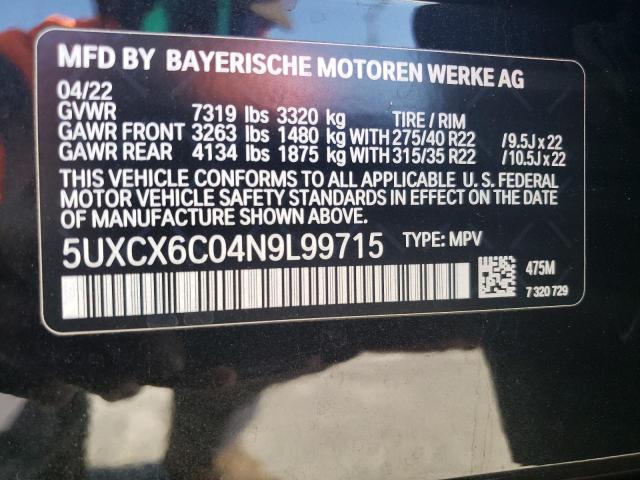 MFD BY BAYERISCHE MOTOREN WERKE AG
04/22
GVWR 7319 lbs 3320 kg TIRE / RIM
GAWR FRONT 3263 lbs 1480 kg WITH 275/40 R22 /9.5J x 22
GAWR REAR 4134 lbs 1875 kg WITH 315/35 R22 /10.5J x 22
THIS VEHICLE CONFORMS TO ALL APPLICABLE U. S. FEDERAL
MOTOR VEHICLE SAFETY STANDARDS IN EFFECT ON THE DATE
OF MANUFACTURE SHOWN ABOVE.
5UXCX6C04N9L99715 TYPE: MPV
475M
7 320 729